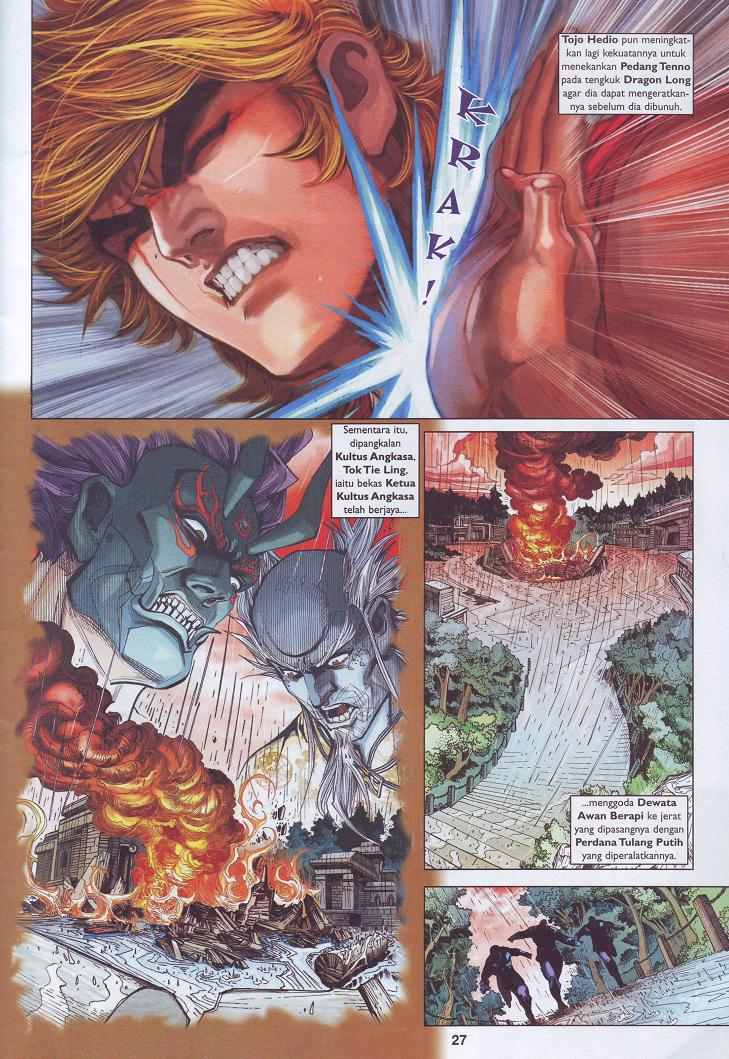 Tojo Hedio pun meningkat-
kan lagi kekuatannya untuk
menekankan Pedang Tenno
pada tengkuk Dragon Long
agar dia dapat mengeratkan-
nya sebelum dia dibunuh.
KRAK!
Sementara itu,
dipangkalan
Kultus Angkasa,
Tok Tie Ling,
iaitu bekas Ketua
Kultus Angkasa
telah berjaya...
...menggoda Dewata
Awan Berapi ke jerat
yang dipasangnya dengan
Perdana Tulang Putih
yang diperalatkannya.
27